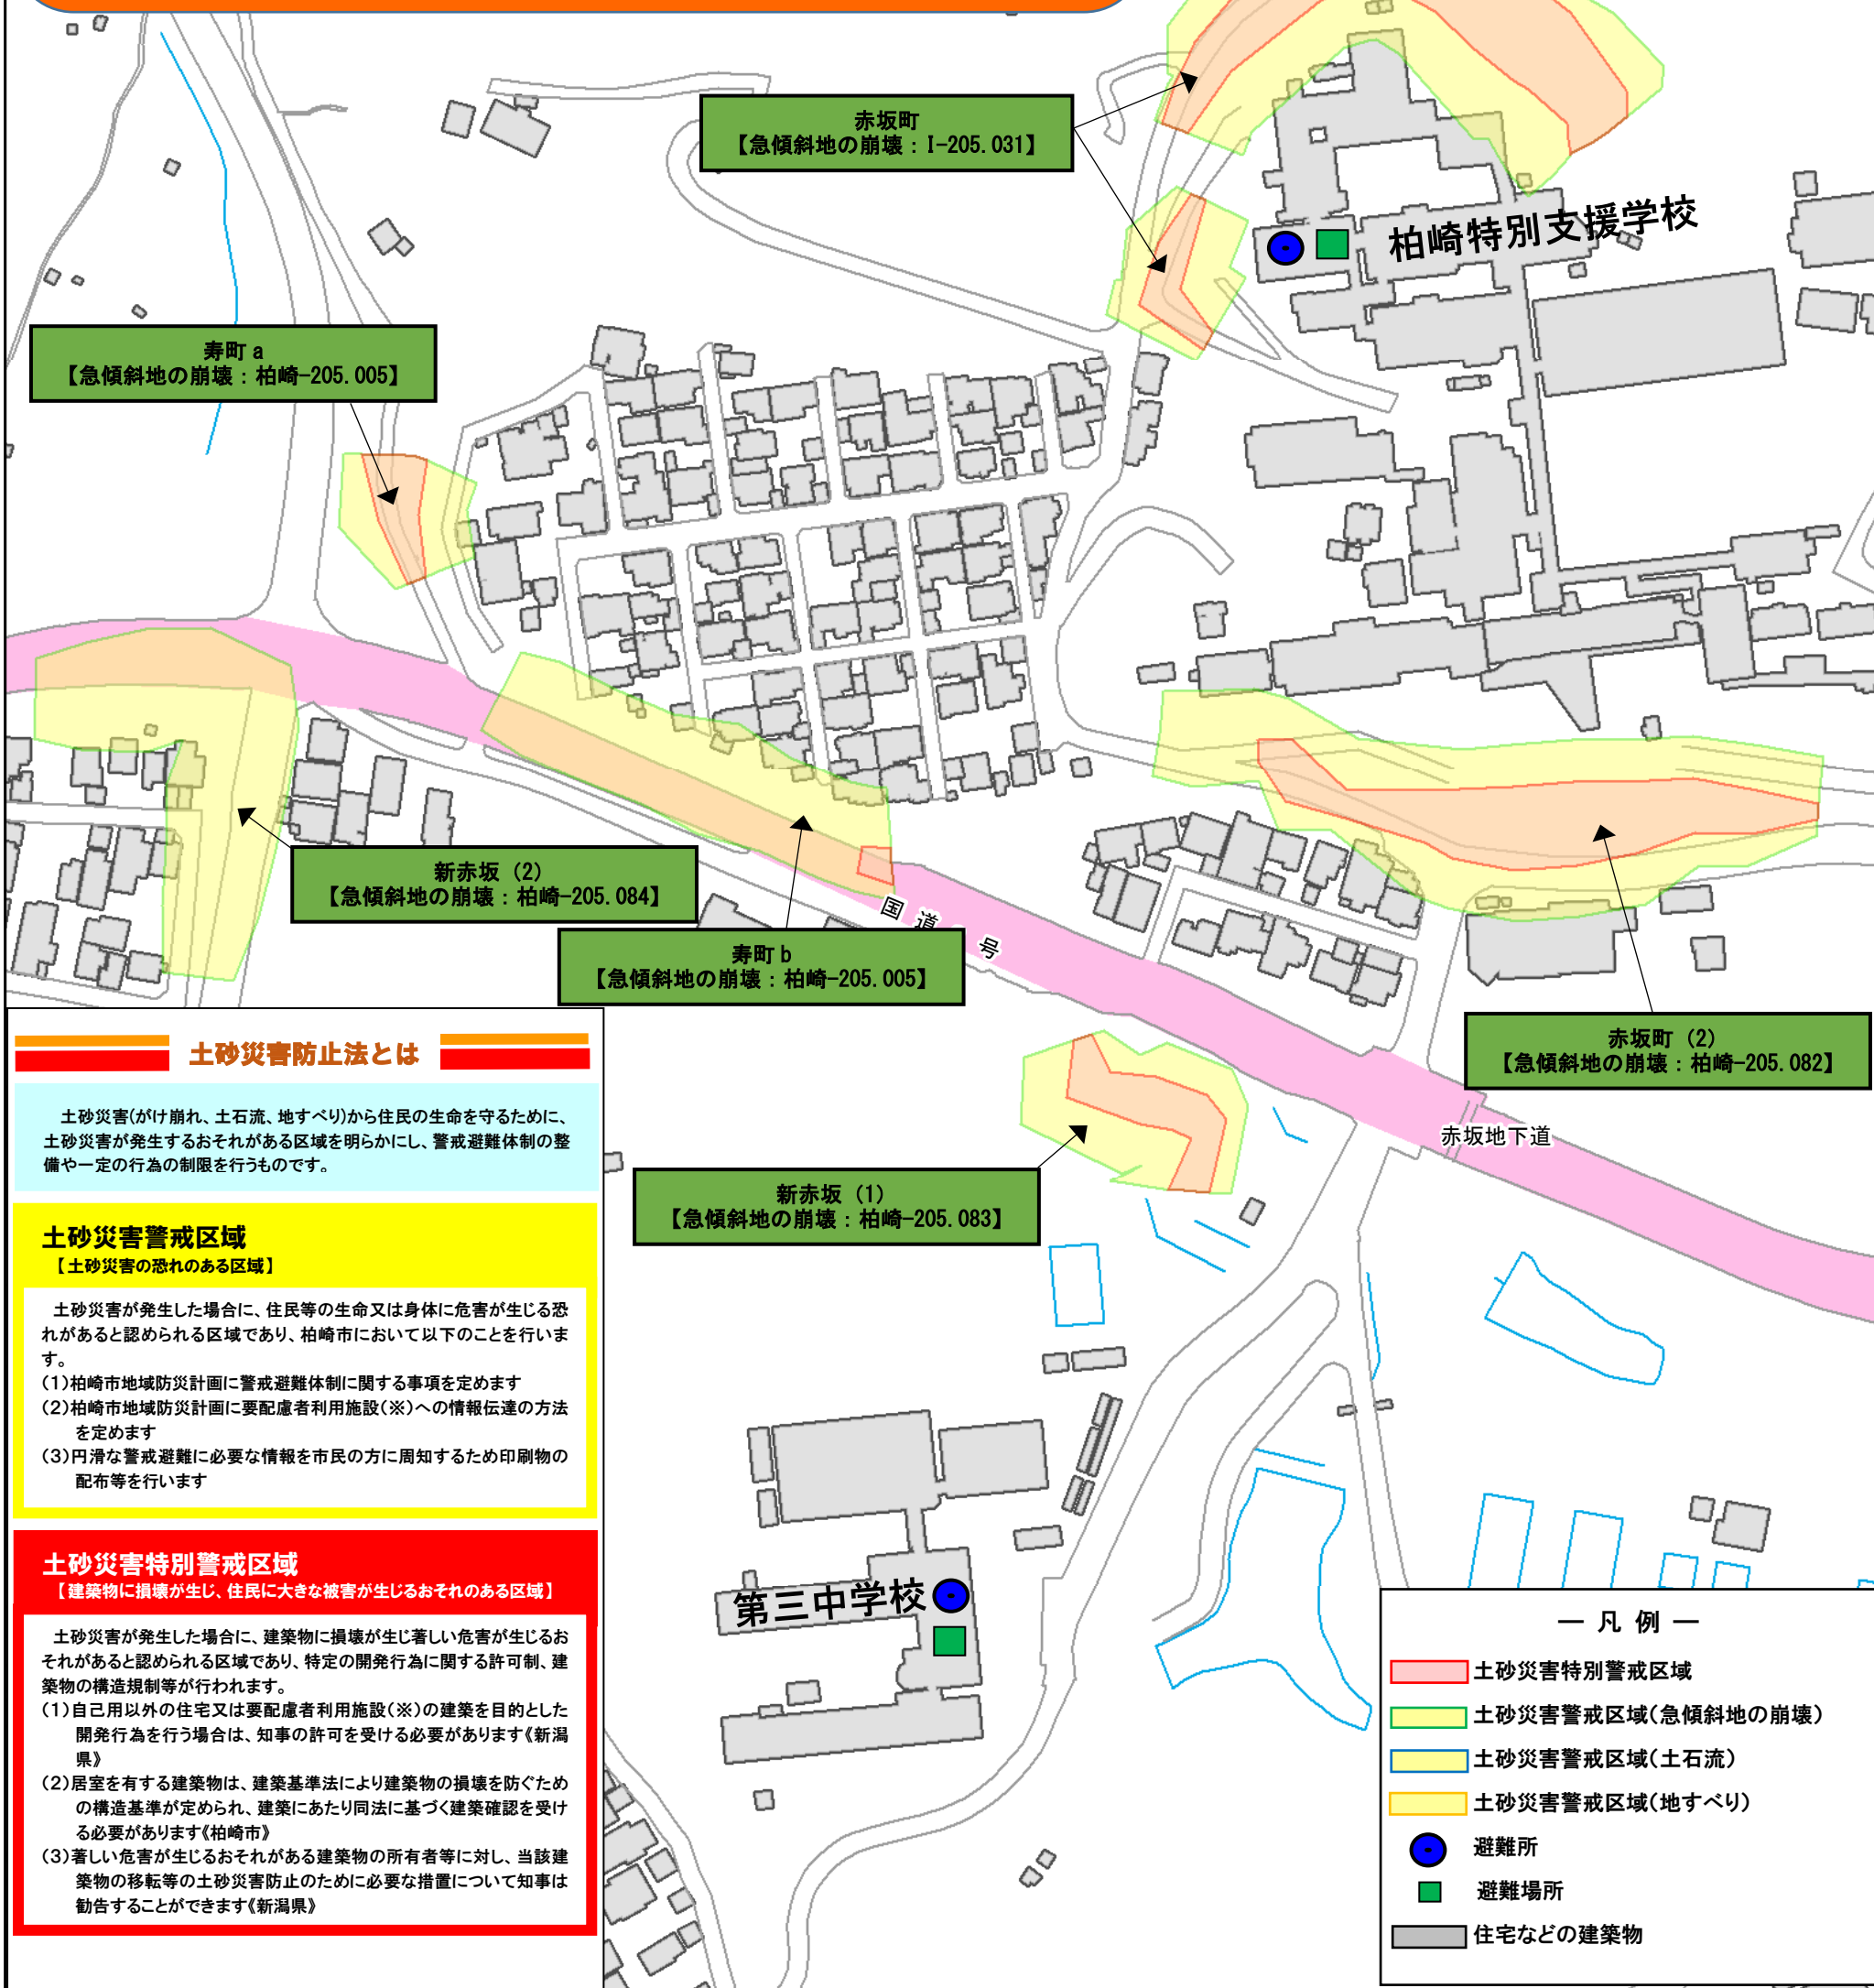 赤坂町
【急傾斜地の崩壊：Ⅰ-205.031】
柏崎特別支援学校
寿町a
【急傾斜地の崩壊：柏崎-205.005】
新赤坂（2）
【急傾斜地の崩壊：柏崎-205.084】
国道　号
寿町b
【急傾斜地の崩壊：柏崎-205.005】
赤坂町（2）
【急傾斜地の崩壊：柏崎-205.082】
赤坂地下道
新赤坂（1）
【急傾斜地の崩壊：柏崎-205.083】
第三中学校
土砂災害防止法とは
土砂災害(がけ崩れ、土石流、地すべり)から住民の生命を守るために、
土砂災害が発生するおそれがある区域を明らかにし、警戒避難体制の整
備や一定の行為の制限を行うものです。
土砂災害警戒区域
【土砂災害の恐れのある区域】
土砂災害が発生した場合に、住民等の生命又は身体に危害が生じる恐
れがあると認められる区域であり、柏崎市において以下のことを行いま
す。
（1）柏崎市地域防災計画に警戒避難体制に関する事項を定めます
（2）柏崎市地域防災計画に要配慮者利用施設（※）への情報伝達の方法
を定めます
（3）円滑な警戒避難に必要な情報を市民の方に周知するため印刷物の
配布等を行います
土砂災害特別警戒区域
【建築物に損壊が生じ、住民に大きな被害が生じるおそれのある区域】
土砂災害が発生した場合に、建築物に損壊が生じ著しい危害が生じるお
それがあると認められる区域であり、特定の開発行為に関する許可制、建
築物の構造規制等が行われます。
（1）自己用以外の住宅又は要配慮者利用施設（※）の建築を目的とした
開発行為を行う場合は、知事の許可を受ける必要があります《新潟
県》
（2）居室を有する建築物は、建築基準法により建築物の損壊を防ぐため
の構造基準が定められ、建築にあたり同法に基づく建築確認を受け
る必要があります《柏崎市》
（3）著しい危害が生じるおそれがある建築物の所有者等に対し、当該建
築物の移転等の土砂災害防止のために必要な措置について知事は
勧告することができます《新潟県》
― 凡 例 ―
土砂災害特別警戒区域
土砂災害警戒区域（急傾斜地の崩壊）
土砂災害警戒区域（土石流）
土砂災害警戒区域（地すべり）
避難所
避難場所
住宅などの建築物